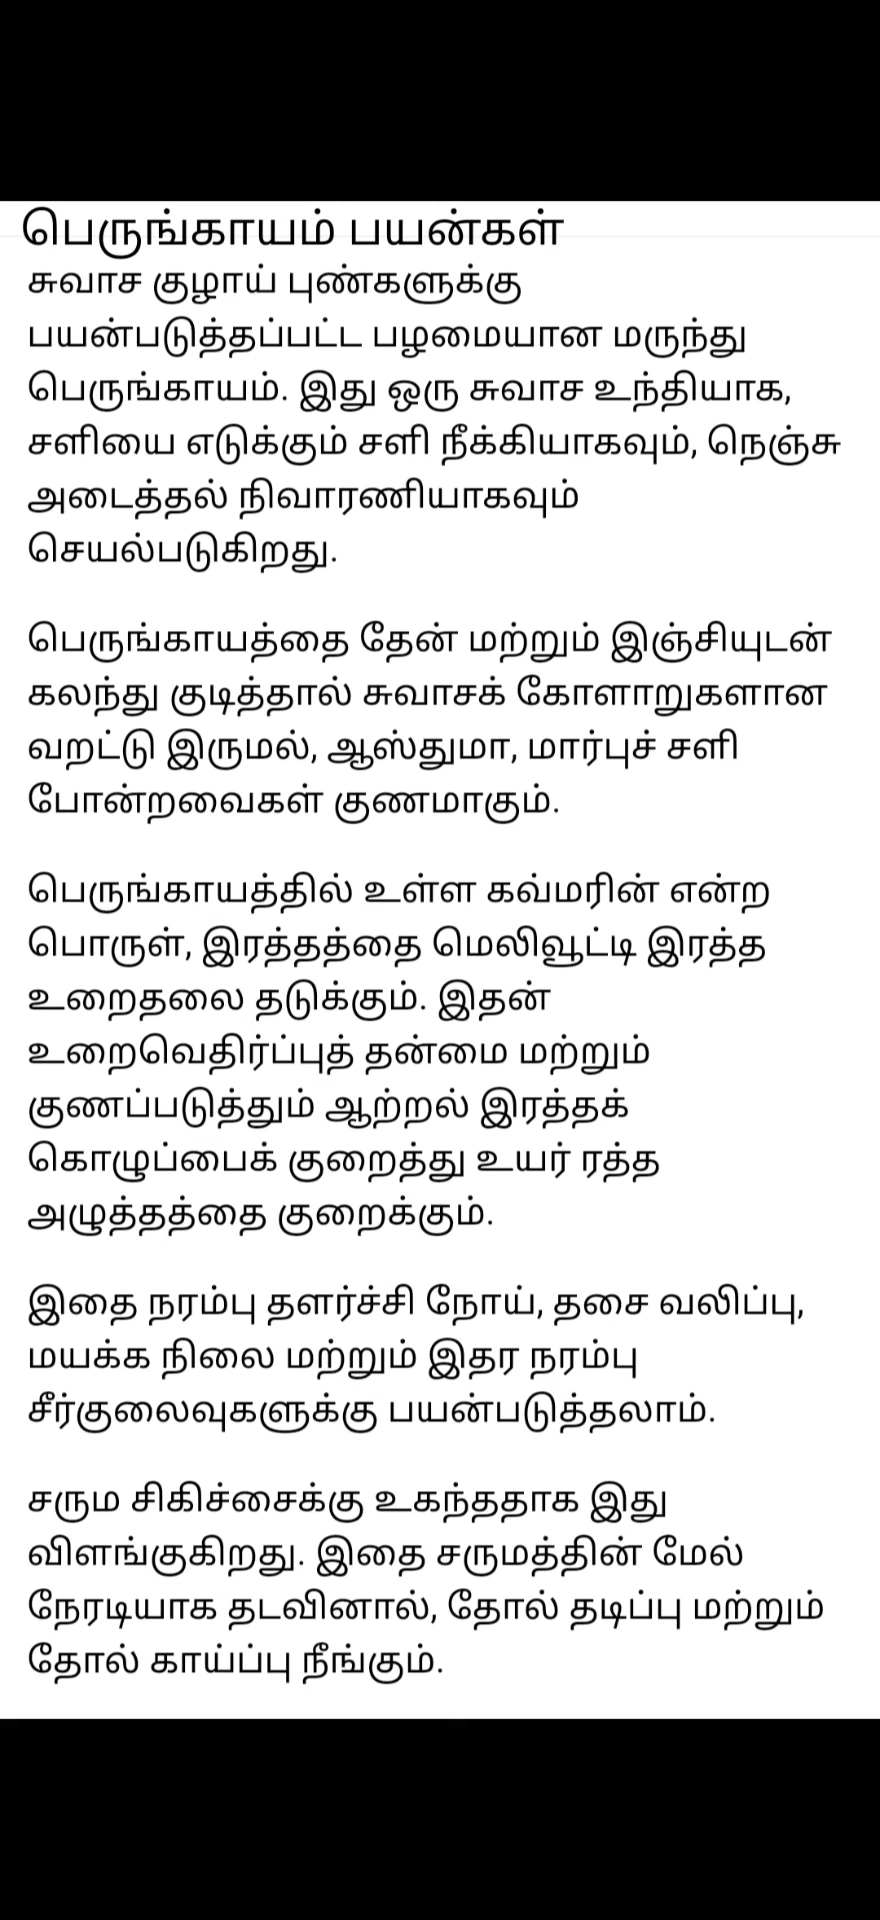 பெருங்காயம் பயன்கள்
சுவாச குழாய் புண்களுக்கு
பயன்படுத்தப்பட்ட பழமையான மருந்து
பெருங்காயம். இது ஒரு சுவாச உந்தியாக,
சளியை எடுக்கும் சளி நீக்கியாகவும், நெஞ்சு
அடைத்தல் நிவாரணியாகவும்
செயல்படுகிறது.
பெருங்காயத்தை தேன் மற்றும் இஞ்சியுடன்
கலந்து குடித்தால் சுவாசக் கோளாறுகளான
வறட்டு இருமல், ஆஸ்துமா, மார்புச் சளி
போன்றவைகள் குணமாகும்.
பெருங்காயத்தில் உள்ள கவ்மரின் என்ற
பொருள், இரத்தத்தை மெலிவூட்டி இரத்த
உறைதலை தடுக்கும். இதன்
உறைவெதிர்ப்புத் தன்மை மற்றும்
குணப்படுத்தும் ஆற்றல் இரத்தக்
கொழுப்பைக் குறைத்து உயர் ரத்த
அழுத்தத்தை குறைக்கும்.
இதை நரம்பு தளர்ச்சி நோய், தசை வலிப்பு,
மயக்க நிலை மற்றும் இதர நரம்பு
சீர்குலைவுகளுக்கு பயன்படுத்தலாம்.
சரும சிகிச்சைக்கு உகந்ததாக இது
விளங்குகிறது. இதை சருமத்தின் மேல்
நேரடியாக தடவினால், தோல் தடிப்பு மற்றும்
தோல் காய்ப்பு நீங்கும்.